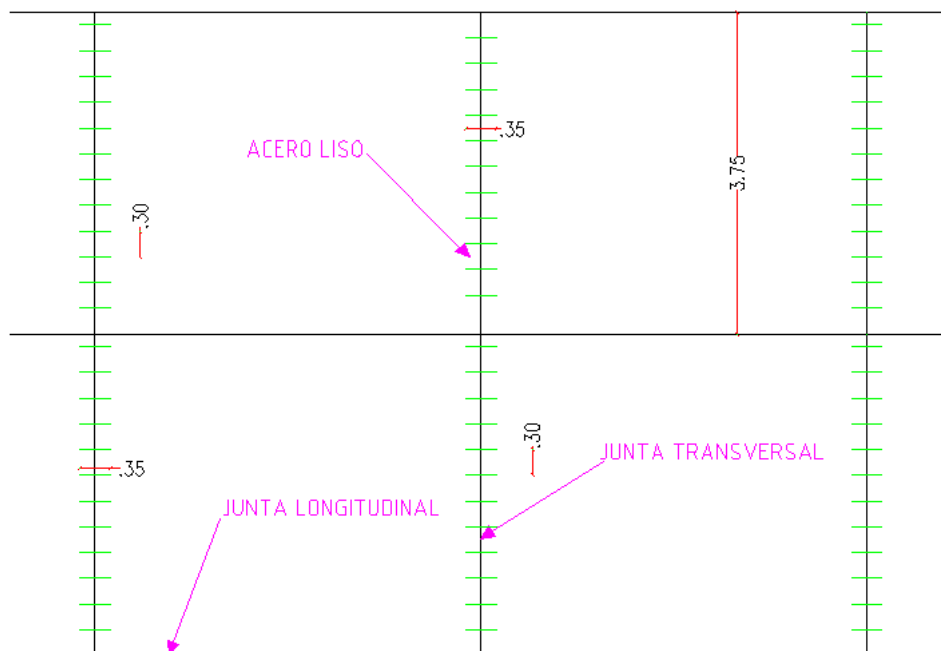 ACERO LISO
.35
.30
3.75
.30
JUNTA TRANSVERSAL
.35
JUNTA LONGITUDINAL